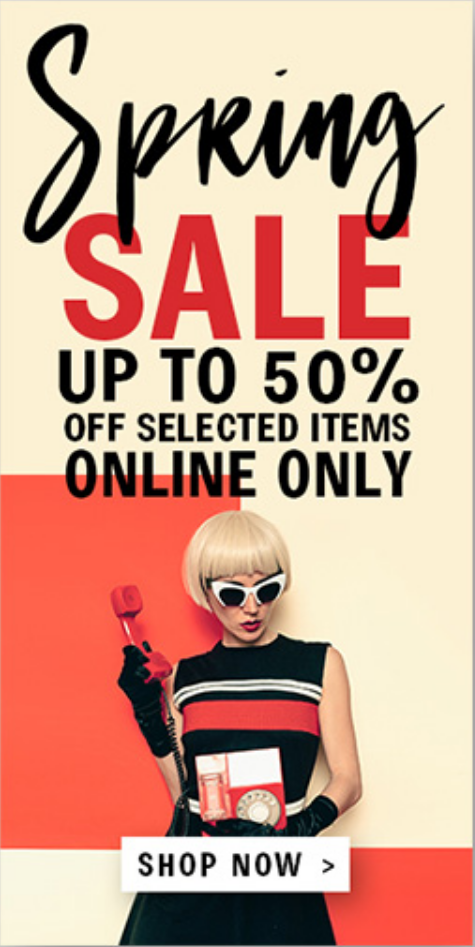 Spring
SALE
UP TO 50%
OFF SELECTED ITEMS
ONLINE ONLY
SHOP NOW >